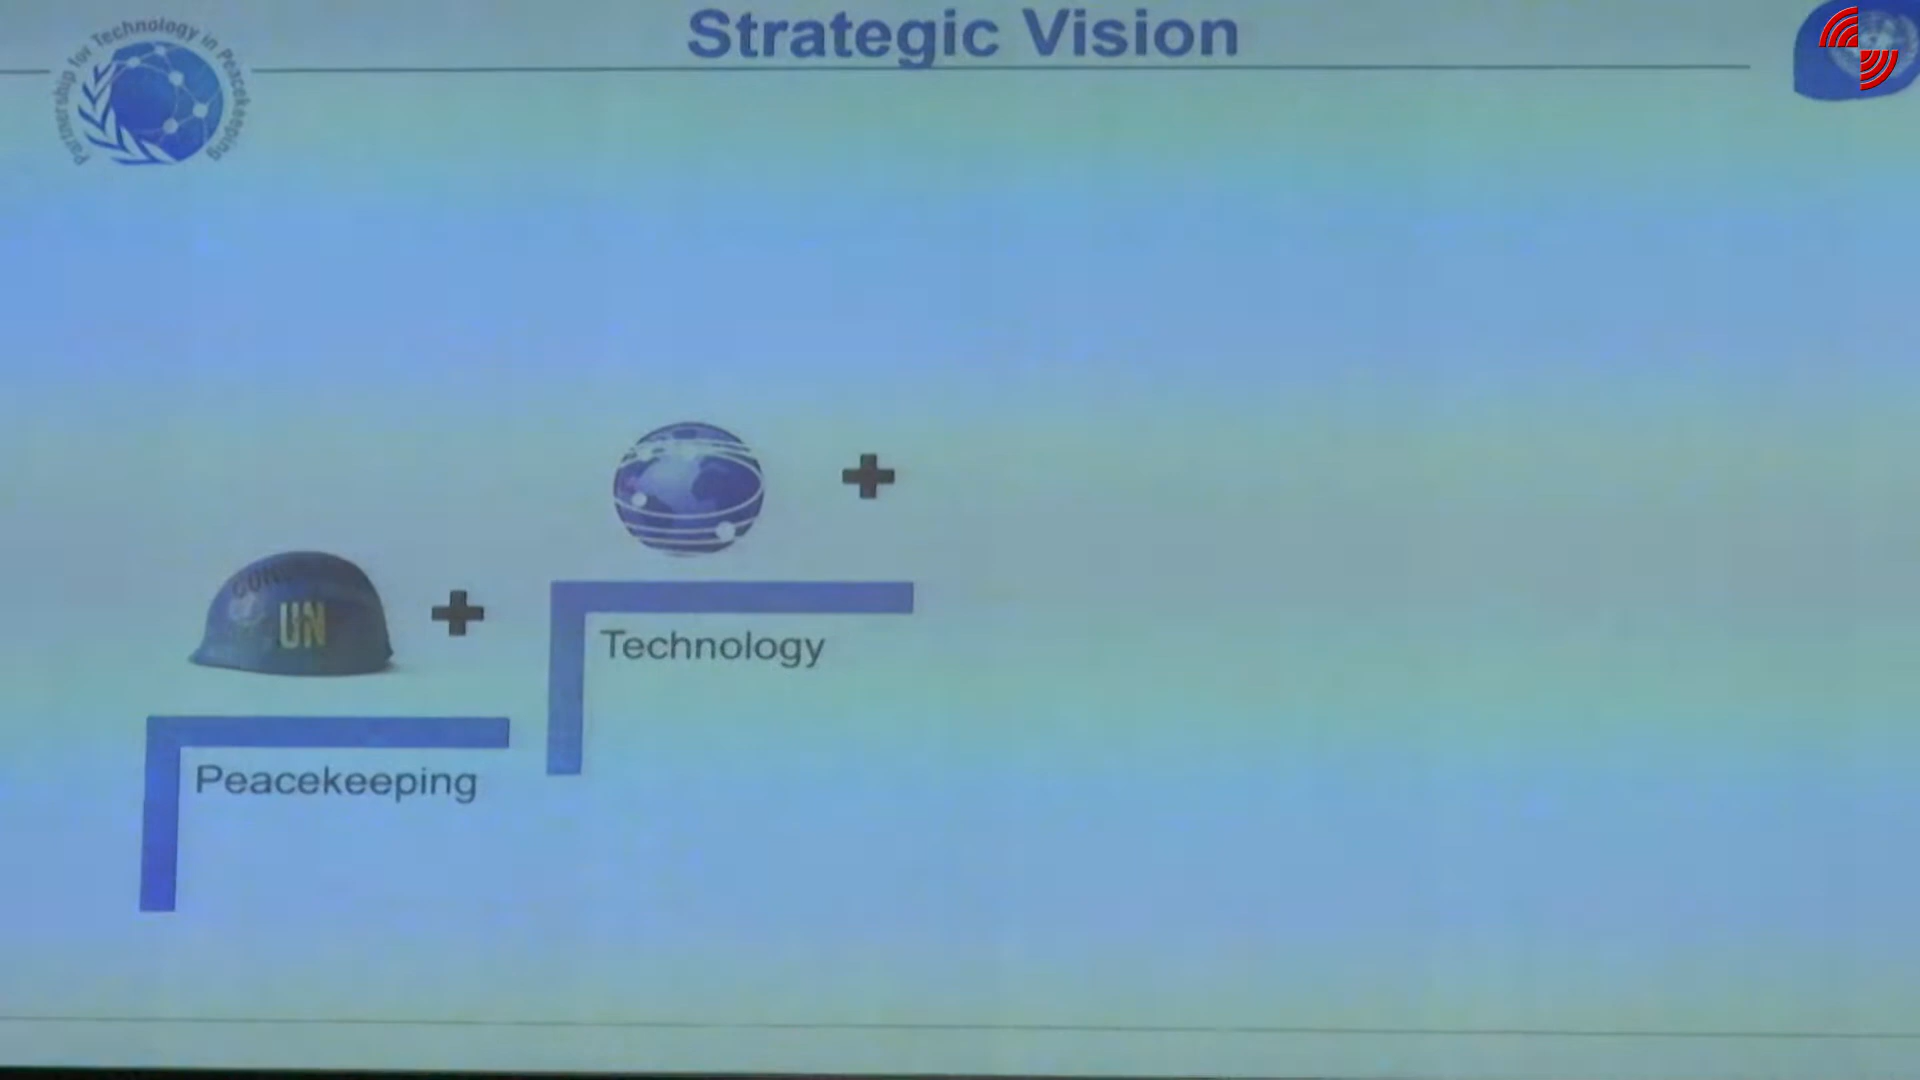 Strategic Vision
Partnership for Technology in Peacekeeping
UN
Technology
Peacekeeping